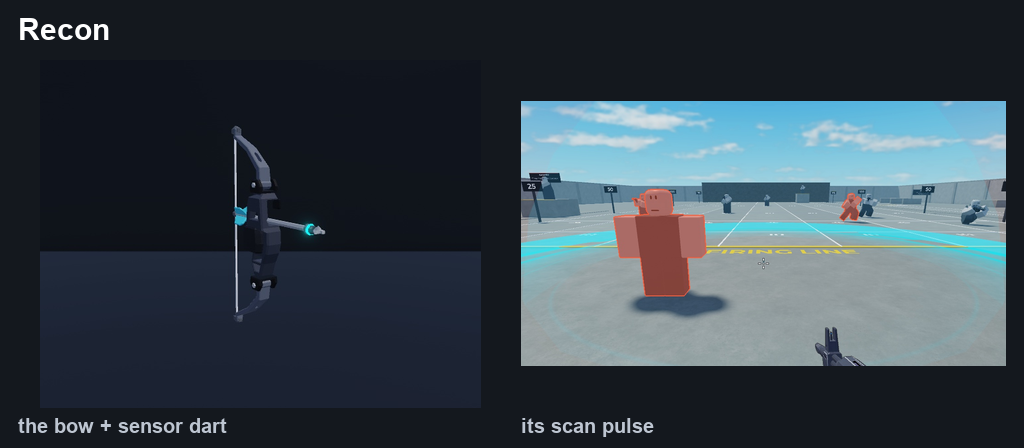 Recon
25
50
50
FIRING LINE
the bow + sensor dart
its scan pulse